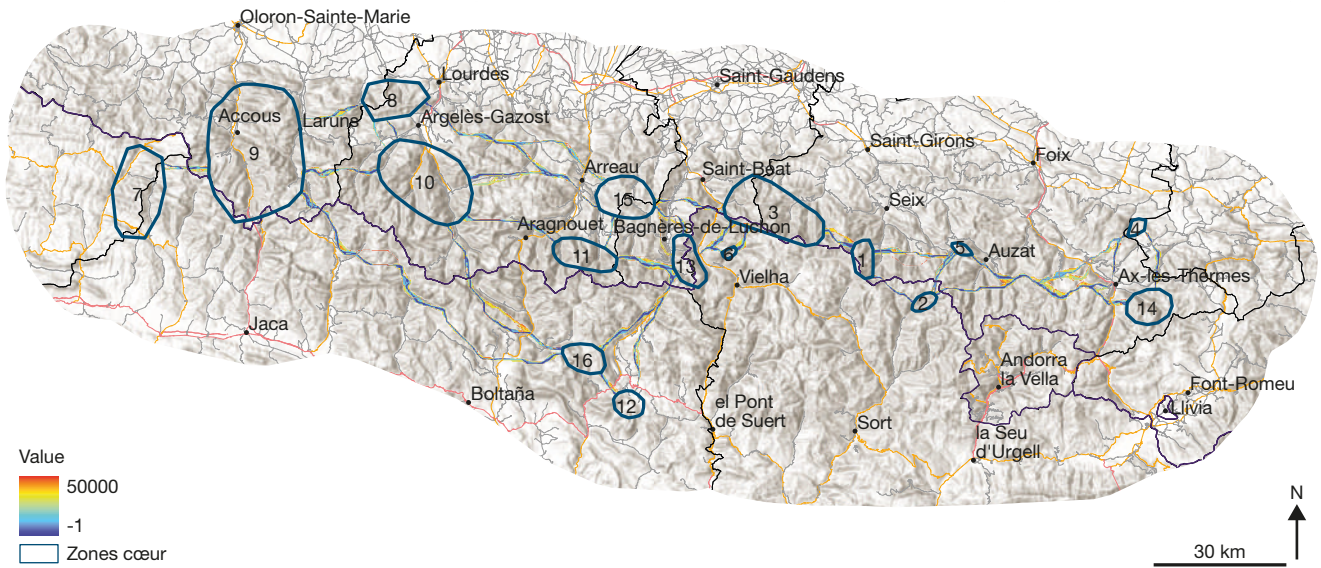 Oloron-Sainte-Marie
Lourdes
Saint-Gaudens
8
Accous
Laruns
Argelès-Gazost
9
Saint-Girons
Foix
7
10
Arreau
Saint-Béat
15
3
Seix
4
Aragnouet
Bagnères-de-Luchon
11
13
6
1
5
Auzat
Vielha
Ax-les-Thermes
2
14
Jaca
16
Andorra
la Vella
Boltaña
12
el Pont
de Suert
Sort
Font-Romeu
Llívia
la Seu
d'Urgell
Value
50000
-1
Zones cœur
N
30 km